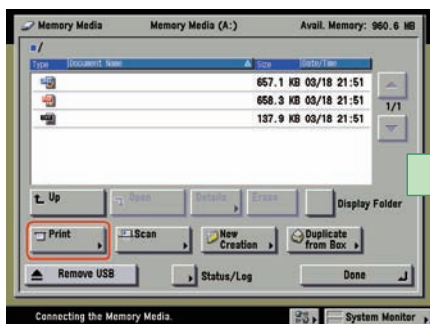 Memory Media Memory Media (A:) Avail. Memory: 960.6 MB
/
Type Document Name Size Date/Time
657.1 KB 03/18 21:51
658.3 KB 03/18 21:51
137.9 KB 03/18 21:51
1/1
Up Open Details Erase Display Folder
Print Scan New Creation Duplicate from Box
Remove USB Status/Log Done
Connecting the Memory Media. System Monitor